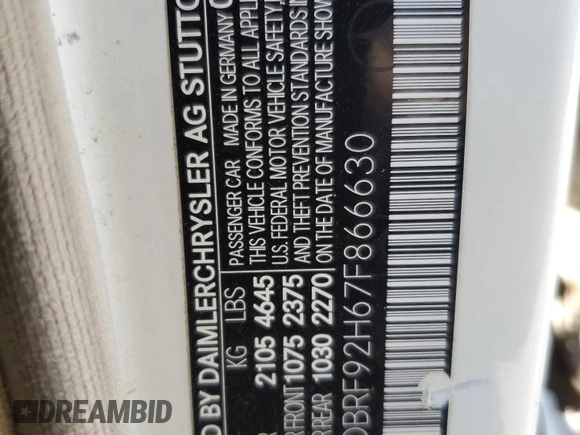 D BY DAIMLERCHRYSLER AG STUTTG
KG LBS
2105 4645
FRONT 1075 2375
REAR 1030 2270
PASSENGER CAR MADE IN GERMANY
THIS VEHICLE CONFORMS TO ALL APPL
U.S. FEDERAL MOTOR VEHICLE SAFETY,
AND THEFT PREVENTION STANDARDS IN
ON THE DATE OF MANUFACTURE SHOW
DBRF92H67F866630
DREAMBID